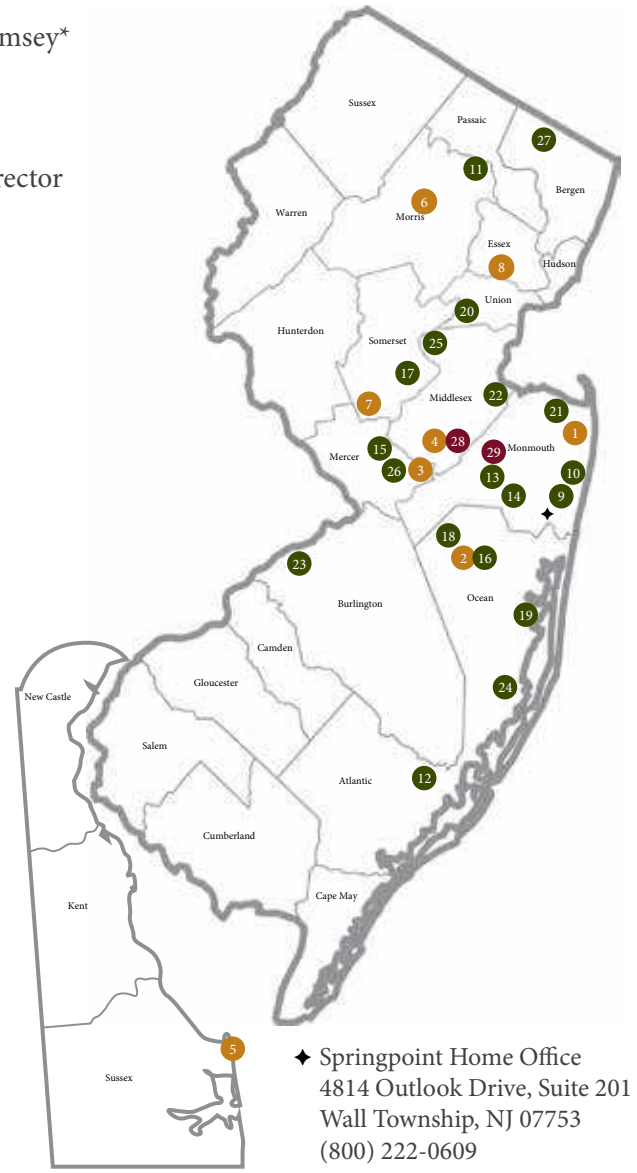 msey*
rector
Sussex
Passaic
27
11
Bergen
6
Warren
Morris
Essex
8
Hudson
Union
20
Hunterdon
Somerset
25
17
Middlesex
22
7
21
1
4
28
Monmouth
29
15
Mercer
3
26
13
10
14
9
18
2
16
23
Burlington
Ocean
19
Camden
Gloucester
24
New Castle
Salem
Atlantic
12
Cumberland
Cape May
Kent
5
Sussex
Springpoint Home Office
4814 Outlook Drive, Suite 201
Wall Township, NJ 07753
(800) 222-0609